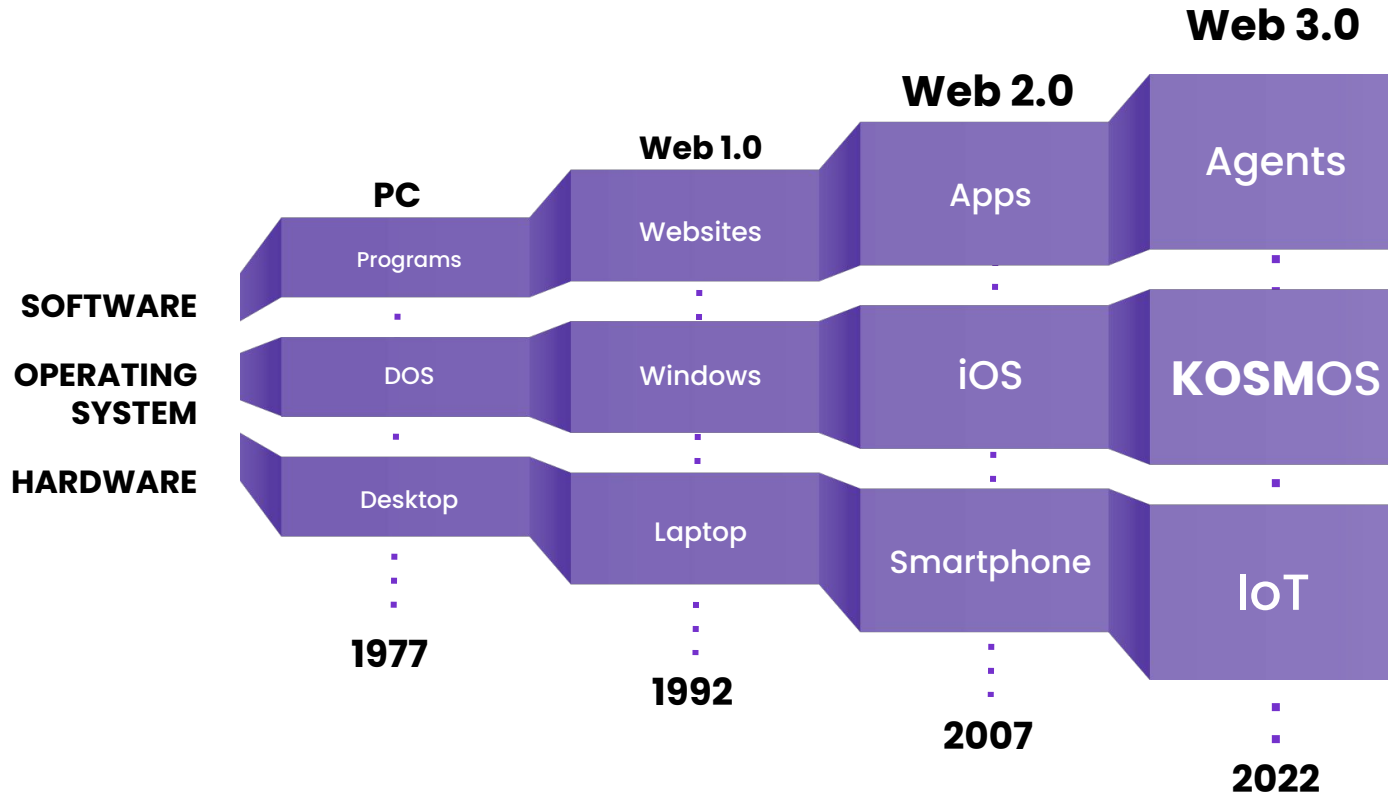 Web 3.0
Web 2.0
Web 1.0
PC
Agents
Apps
Websites
Programs
SOFTWARE
OPERATING
SYSTEM
DOS
Windows
iOS
KOSMOS
HARDWARE
Desktop
Laptop
Smartphone
IoT
1977
1992
2007
2022